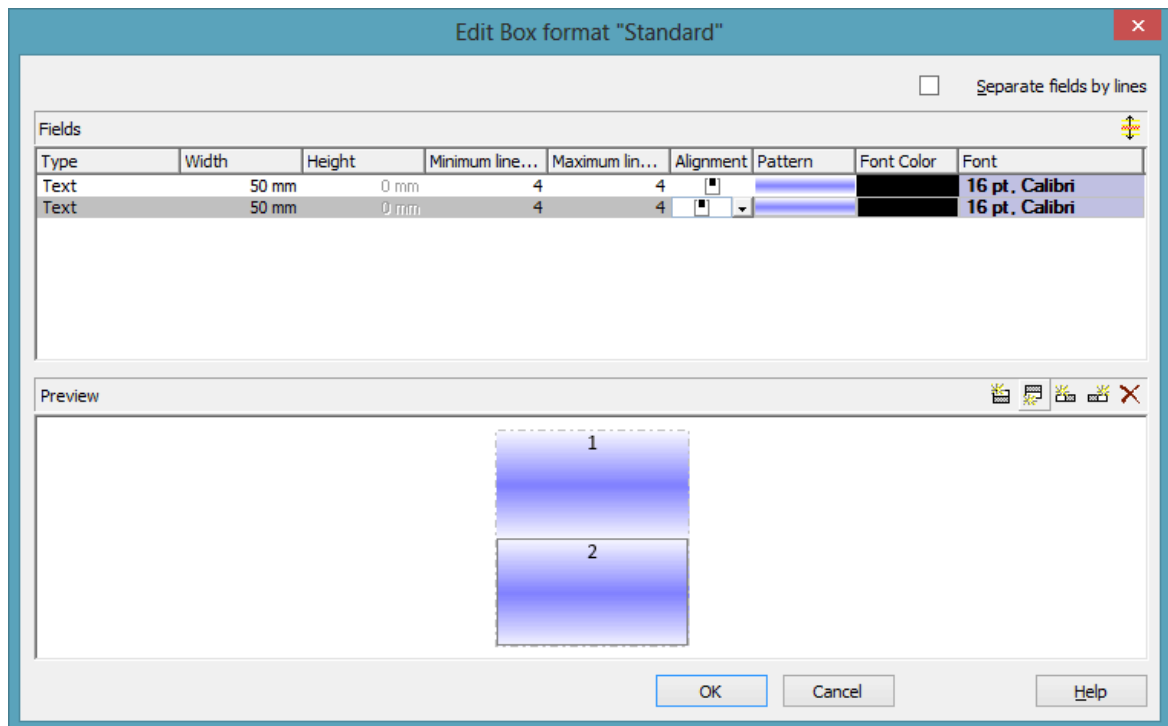 Edit Box format "Standard"
Separate fields by lines
Fields
Type Width Height Minimum line... Maximum lin... Alignment Pattern Font Color Font
Text 50 mm 0 mm 4 4 16 pt, Calibri
Text 50 mm 0 mm 4 4 16 pt, Calibri
Preview
1
2
OK Cancel Help